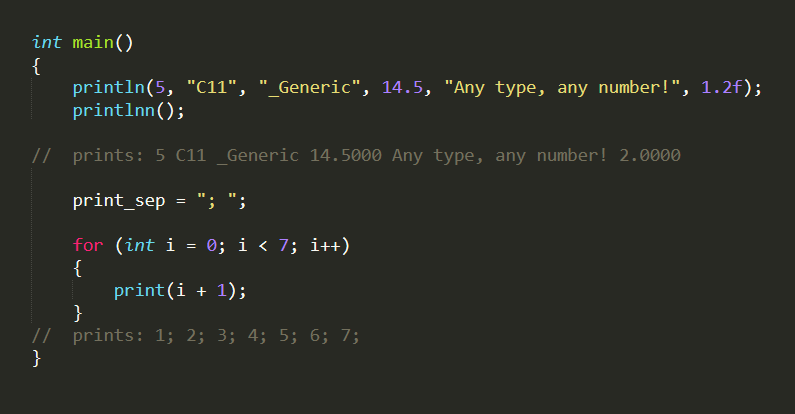 int main()
{
    println(5, "C11", "_Generic", 14.5, "Any type, any number!", 1.2f);
    printlnn();
//  prints: 5 C11 _Generic 14.5000 Any type, any number! 2.0000
    print_sep = "; ";
    for (int i = 0; i < 7; i++)
    {
        print(i + 1);
    }
//  prints: 1; 2; 3; 4; 5; 6; 7;
}